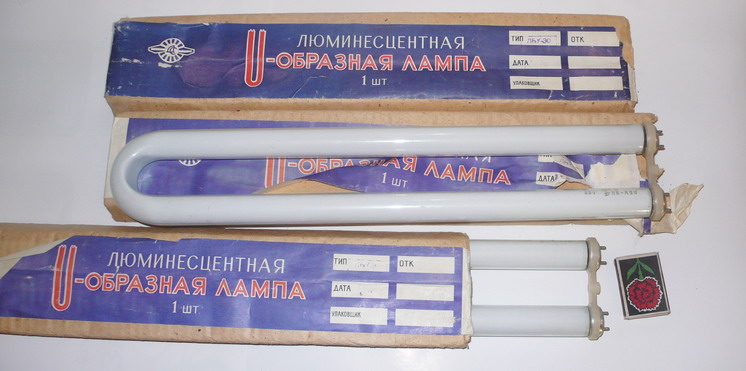 ЛЮМИНЕСЦЕНТНАЯ
U-ОБРАЗНАЯ ЛАМПА
1 ШТ
ТИП
ОТК
ДАТА
УПАКОВЩИК
ОБРАЗНАЯ ЛАМПА
1 ШТ
ДАТА
ЛЮМИНЕСЦЕНТНАЯ
U-ОБРАЗНАЯ ЛАМПА
1 ШТ
ТИП
ОТК
ДАТА
УПАКОВЩИК